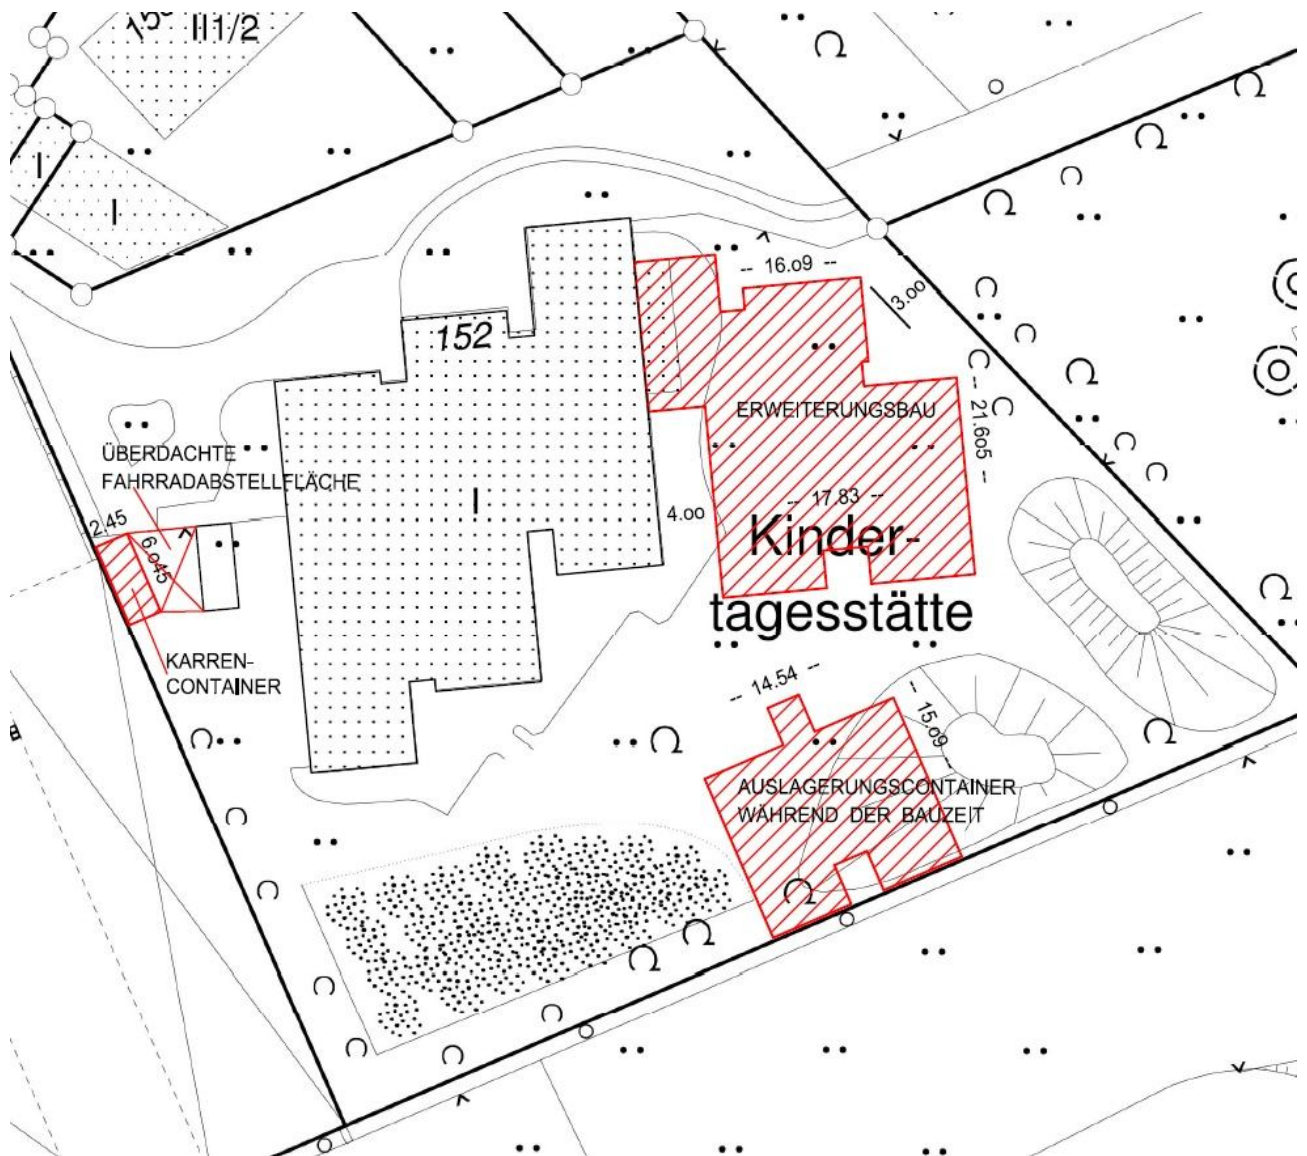 II1/2
I
I
152
-- 16.o9 --
3.oo
ERWEITERUNGSBAU
-- 21.6o5 --
ÜBERDACHTE
FAHRRADABSTELLFLÄCHE
2.45
6.o45
I
4.oo
-- 17.83 --
Kinder-
tagesstätte
KARREN-
CONTAINER
-- 14.54 --
-- 15.o9 --
AUSLAGERUNGSCONTAINER
WÄHREND DER BAUZEIT